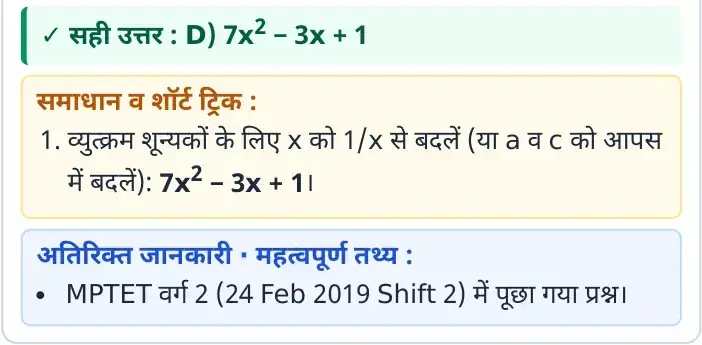 ✓ सही उत्तर : D) 7x² − 3x + 1
समाधान व शॉर्ट ट्रिक :
1. व्युत्क्रम शून्यकों के लिए x को 1/x से बदलें (या a व c को आपस
में बदलें): 7x² − 3x + 1।
अतिरिक्त जानकारी · महत्वपूर्ण तथ्य :
• MPTET वर्ग 2 (24 Feb 2019 Shift 2) में पूछा गया प्रश्न।